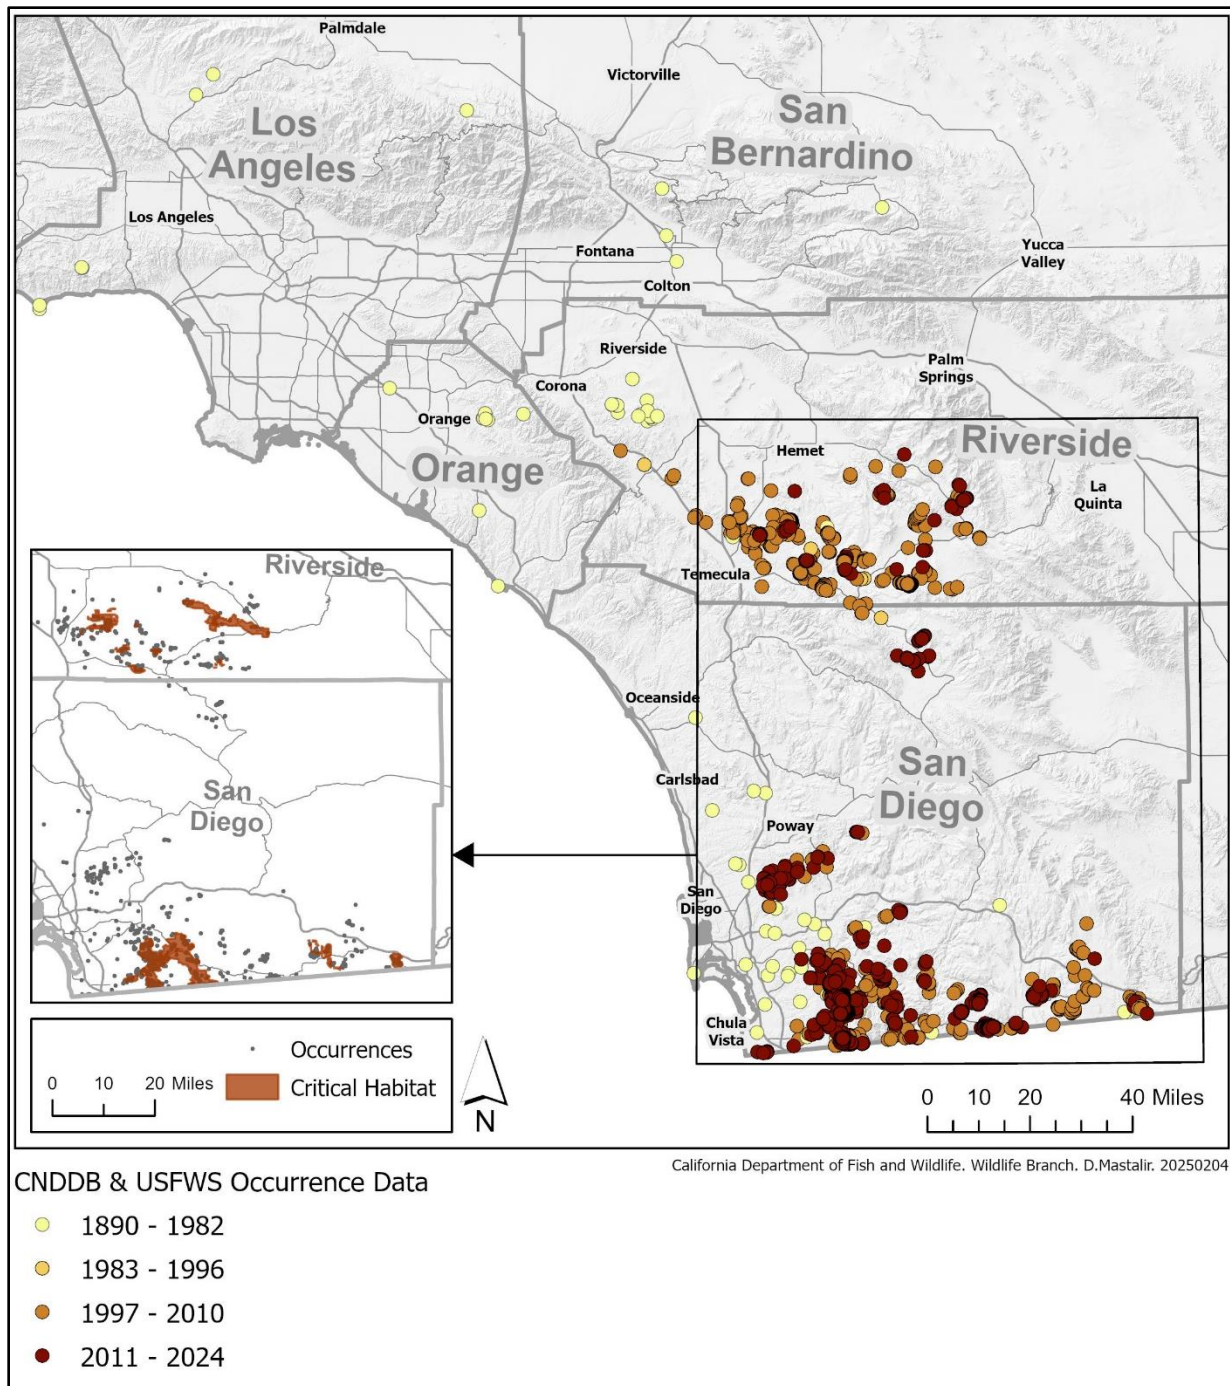 Palmdale
Victorville
Los
Angeles
San
Bernardino
Los Angeles
Fontana
Yucca
Valley
Colton
Riverside
Palm
Springs
Corona
Orange
Orange
Hemet
Riverside
La
Quinta
Temecula
Oceanside
Carlsbad
San
Diego
Poway
San
Diego
Chula
Vista
Riverside
San
Diego
Occurrences
0 10 20 Miles
Critical Habitat
N
0 10 20 40 Miles
California Department of Fish and Wildlife. Wildlife Branch. D.Mastalir. 20250204
CNDDB & USFWS Occurrence Data
1890 - 1982
1983 - 1996
1997 - 2010
2011 - 2024